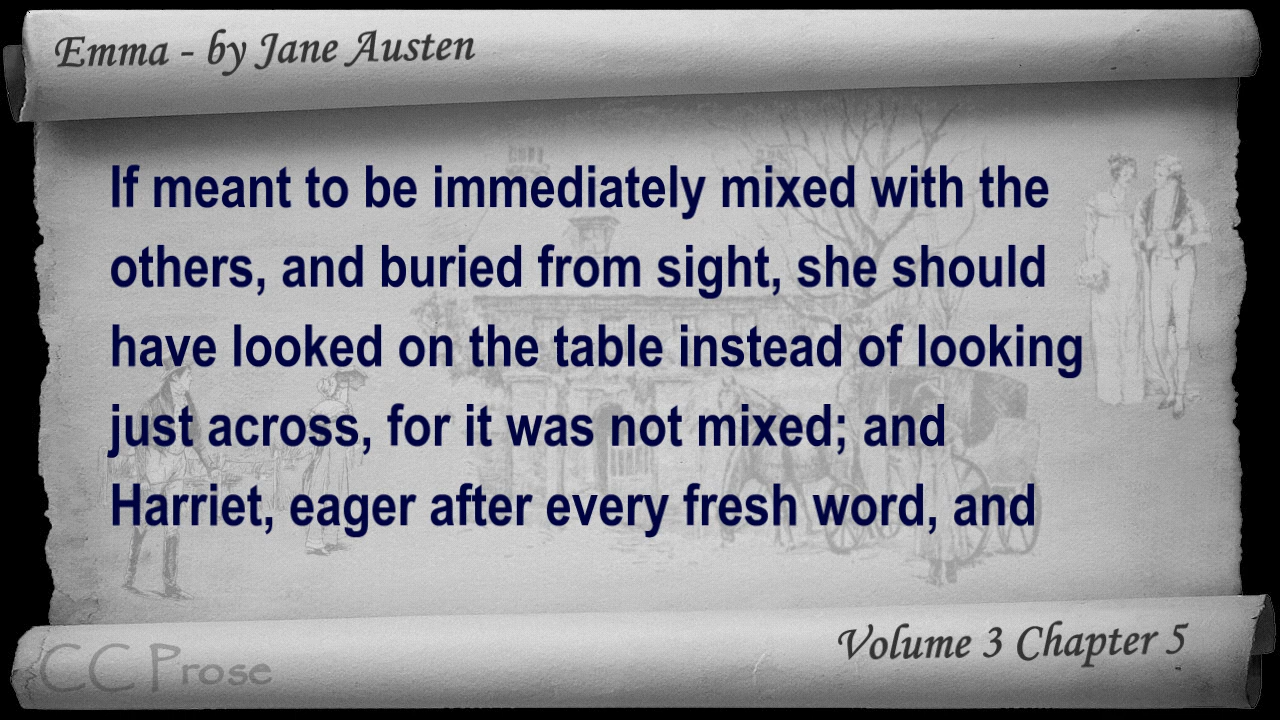 Emma - by Jane Austen
If meant to be immediately mixed with the
others, and buried from sight, she should
have looked on the table instead of looking
just across, for it was not mixed; and
Harriet, eager after every fresh word, and
Volume 3 Chapter 5
CC Prose